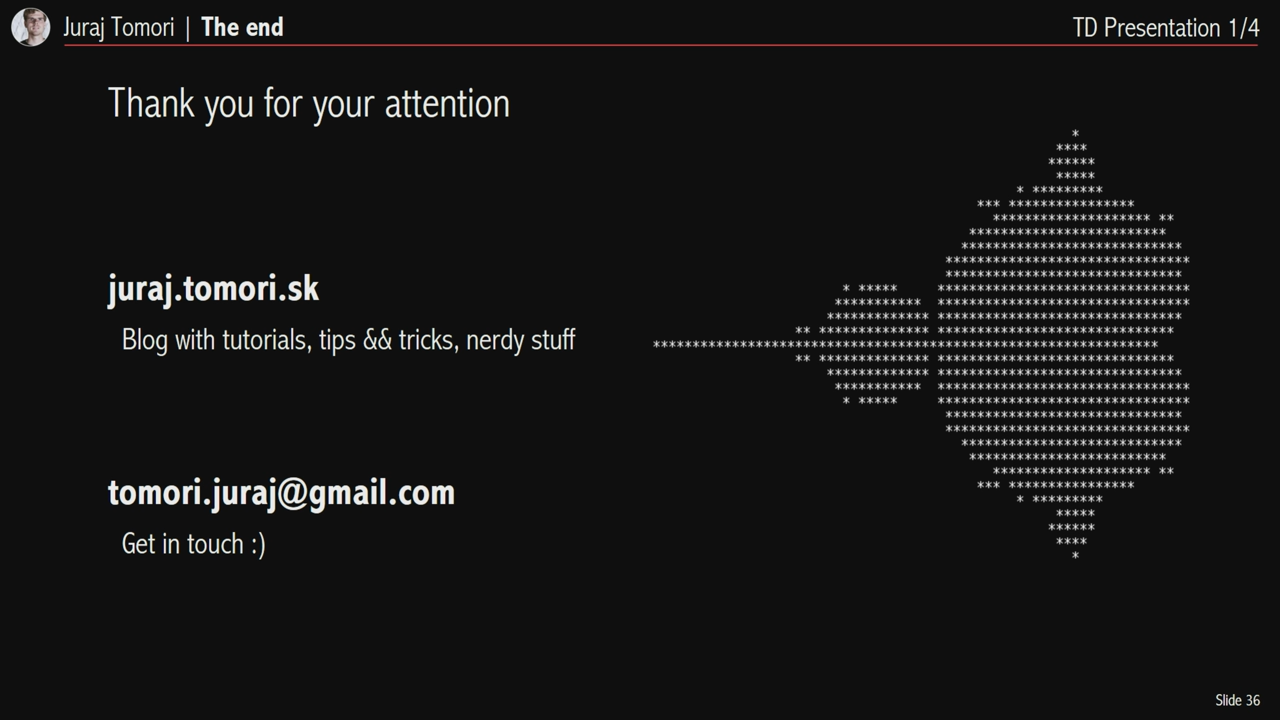 Juraj Tomori | The end
TD Presentation 1/4
Thank you for your attention
juraj.tomori.sk
Blog with tutorials, tips && tricks, nerdy stuff
tomori.juraj@gmail.com
Get in touch :)
Slide 36